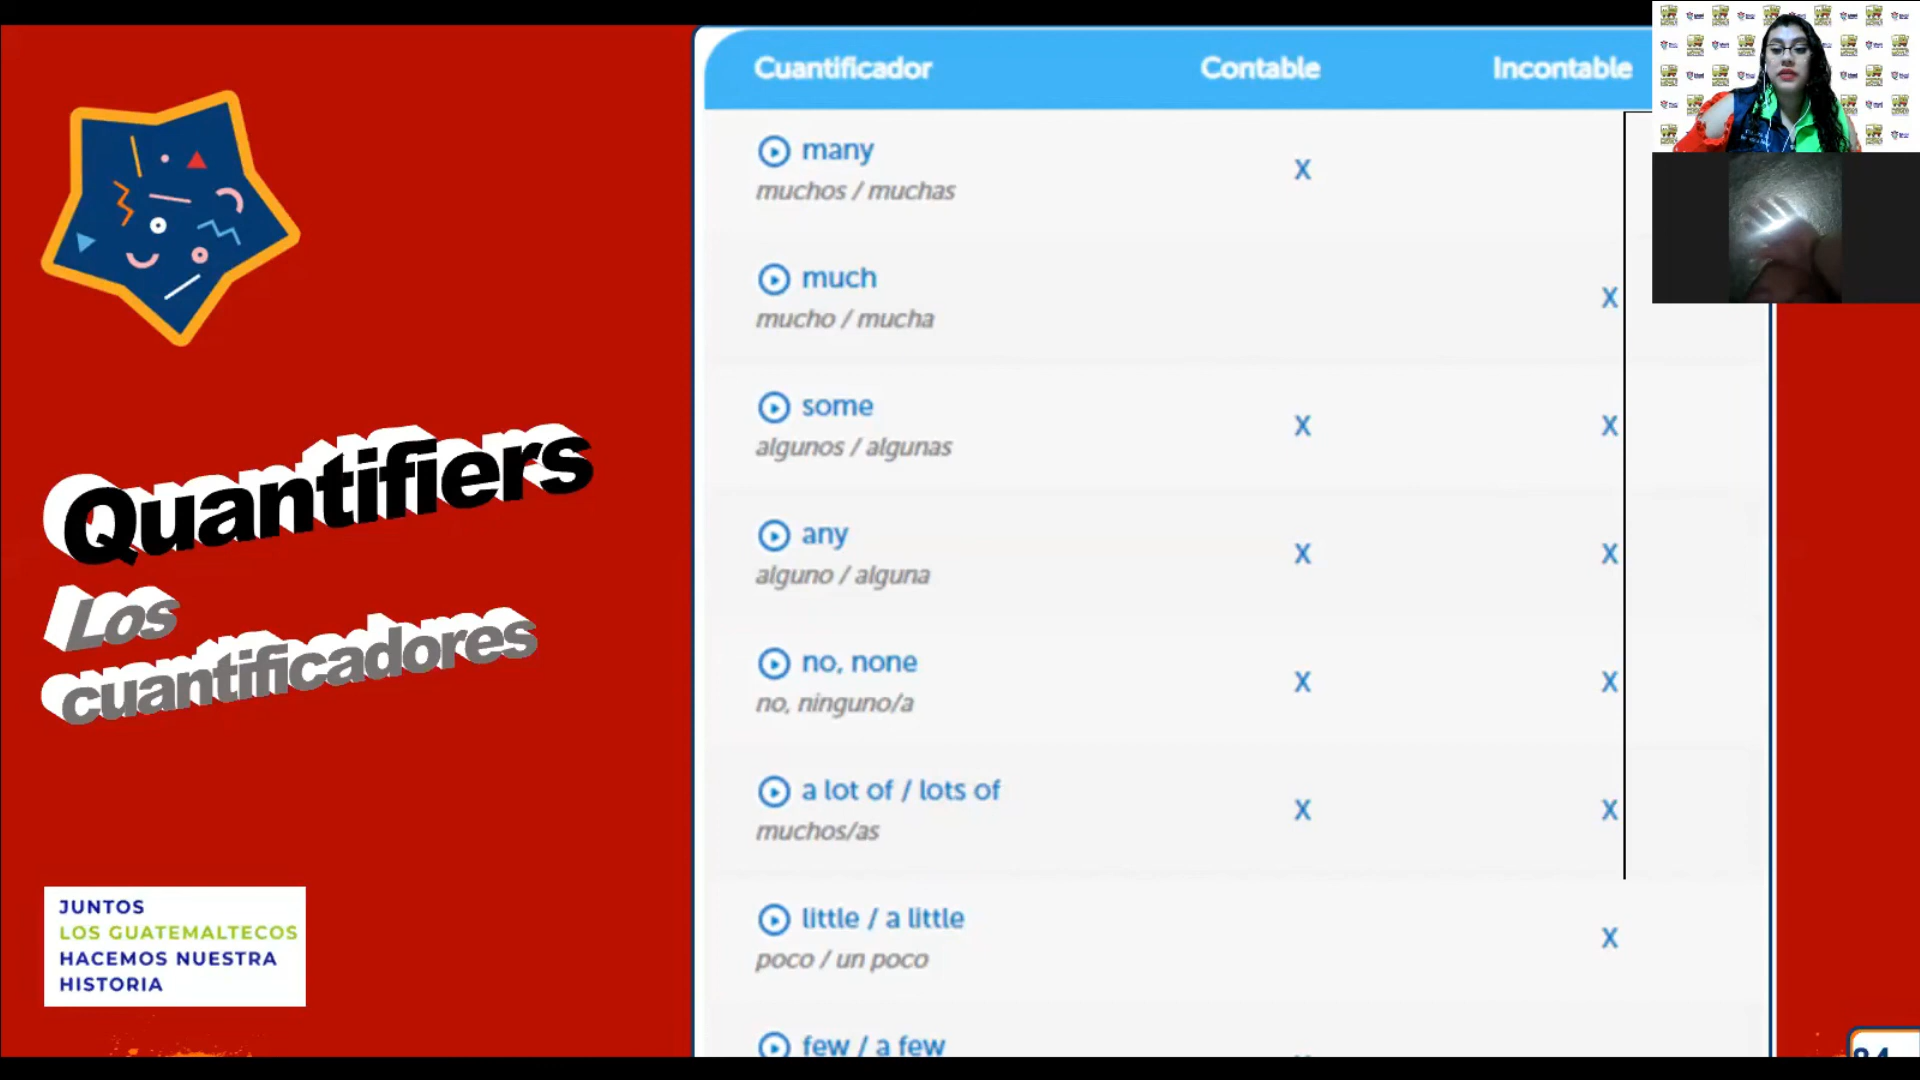 Quantifiers
Los
cuantificadores
JUNTOS
LOS GUATEMALTECOS
HACEMOS NUESTRA
HISTORIA
Cuantificador Contable Incontable
many
muchos / muchas X
much
mucho / mucha X
some
algunos / algunas X X
any
alguno / alguna X X
no, none
no, ninguno/a X X
a lot of / lots of
muchos/as X X
little / a little
poco / un poco X
few / a few